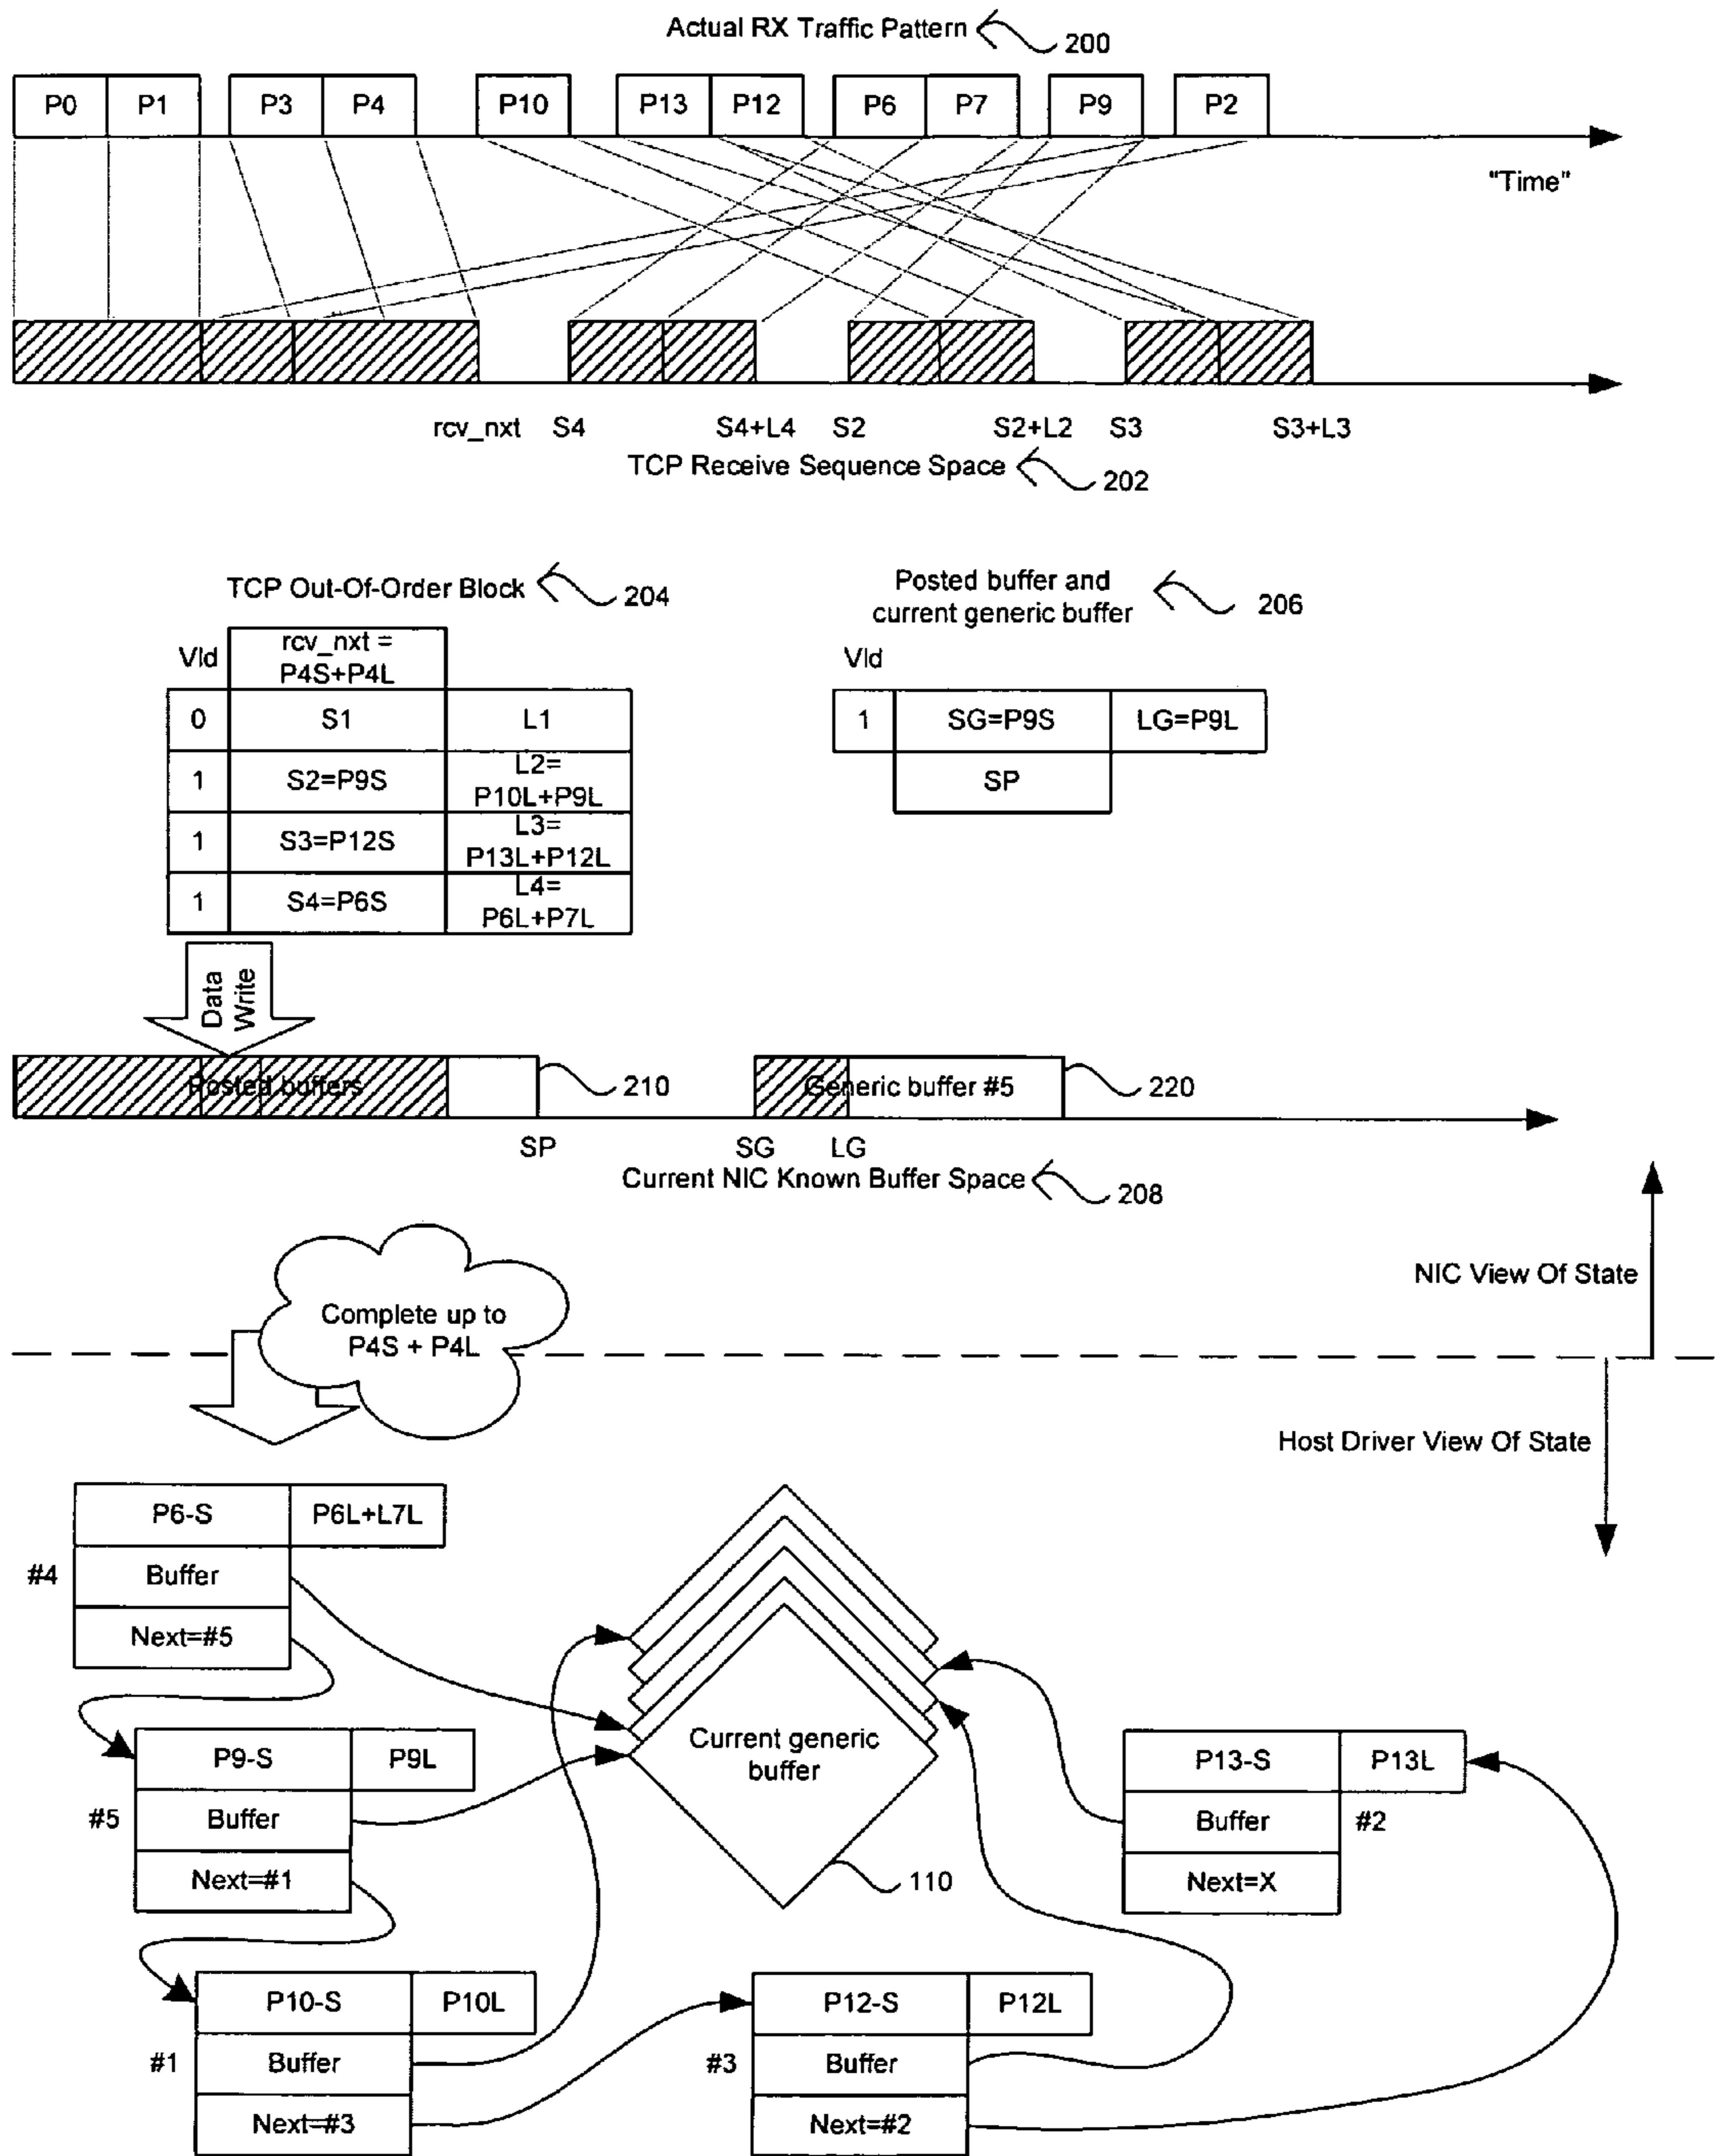 Actual RX Traffic Pattern 200
P0 P1 P3 P4 P10 P13 P12 P6 P7 P9 P2
"Time"
rcv_nxt S4 S4+L4 S2 S2+L2 S3 S3+L3
TCP Receive Sequence Space 202
TCP Out-Of-Order Block 204
Vld
rcv_nxt =
P4S+P4L
0 S1 L1
1 S2=P9S L2=
P10L+P9L
1 S3=P12S L3=
P13L+P12L
1 S4=P6S L4=
P6L+P7L
Posted buffer and
current generic buffer 206
Vld
1 SG=P9S LG=P9L
SP
Data
Write
Posted buffers 210 Generic buffer #5 220
SP SG LG
Current NIC Known Buffer Space 208
NIC View Of State
Complete up to
P4S + P4L
Host Driver View Of State
P6-S P6L+L7L
#4 Buffer
Next=#5
P9-S P9L
#5 Buffer
Next=#1
Current generic
buffer
110
P13-S P13L
Buffer #2
Next=X
P10-S P10L
#1 Buffer
Next=#3
P12-S P12L
#3 Buffer
Next=#2